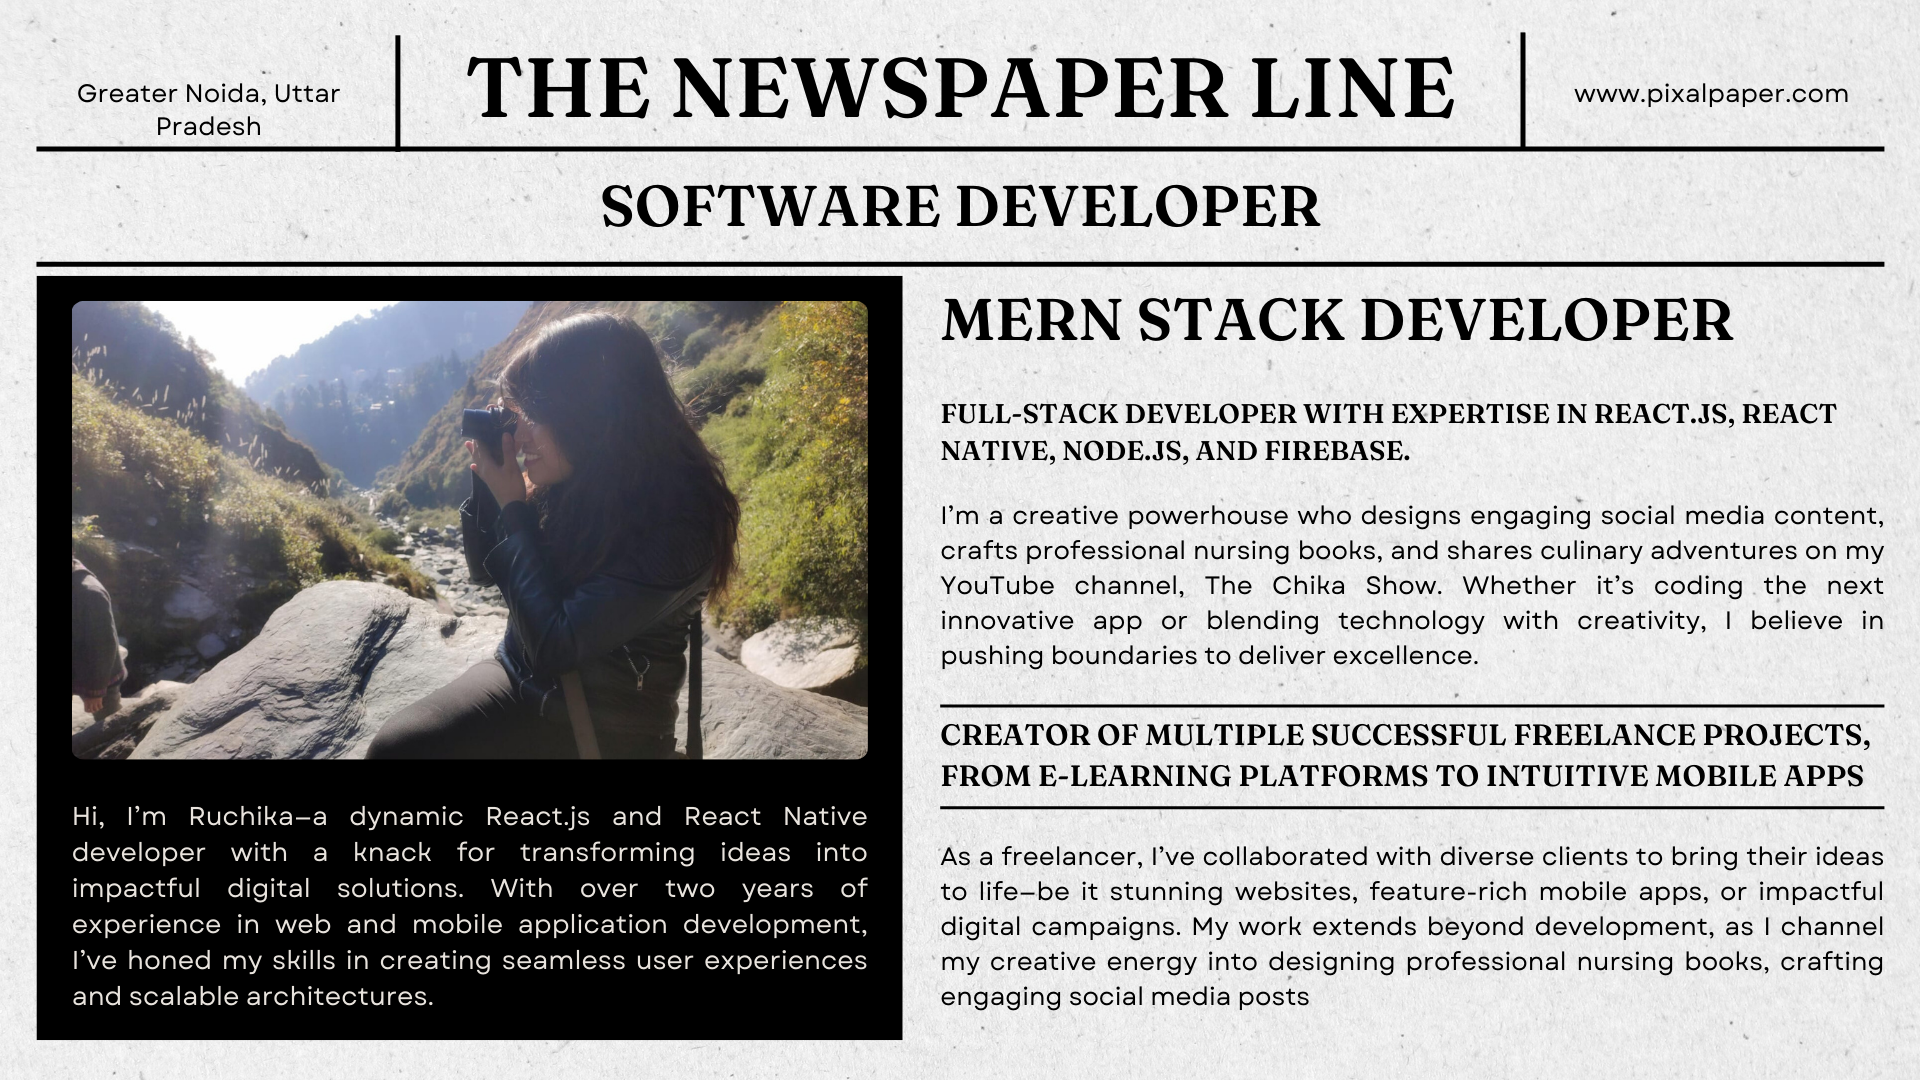 Greater Noida, Uttar
Pradesh
THE NEWSPAPER LINE
www.pixalpaper.com
SOFTWARE DEVELOPER
Hi, I’m Ruchika—a dynamic React.js and React Native
developer with a knack for transforming ideas into
impactful digital solutions. With over two years of
experience in web and mobile application development,
I’ve honed my skills in creating seamless user experiences
and scalable architectures.
MERN STACK DEVELOPER
FULL-STACK DEVELOPER WITH EXPERTISE IN REACT.JS, REACT
NATIVE, NODE.JS, AND FIREBASE.
I’m a creative powerhouse who designs engaging social media content,
crafts professional nursing books, and shares culinary adventures on my
YouTube channel, The Chika Show. Whether it’s coding the next
innovative app or blending technology with creativity, I believe in
pushing boundaries to deliver excellence.
CREATOR OF MULTIPLE SUCCESSFUL FREELANCE PROJECTS,
FROM E-LEARNING PLATFORMS TO INTUITIVE MOBILE APPS
As a freelancer, I’ve collaborated with diverse clients to bring their ideas
to life—be it stunning websites, feature-rich mobile apps, or impactful
digital campaigns. My work extends beyond development, as I channel
my creative energy into designing professional nursing books, crafting
engaging social media posts